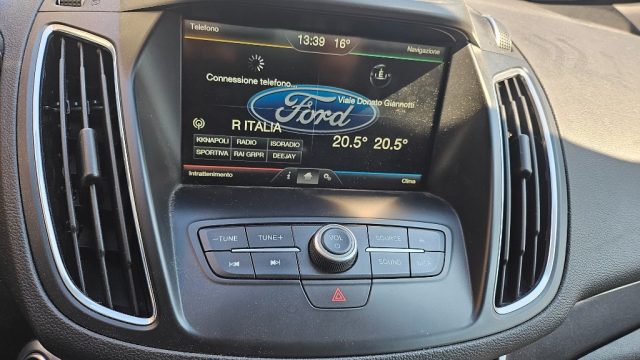 Telefono
13:39 16°
Navigazione
E
Connessione telefono...
Viale Donato Giannotti
Ford
R ITALIA
20.5° 20.5°
KKNAPOLI RADIO ISORADIO
SPORTIVA RAI GRPR DEEJAY
Intrattenimento
i
Clima
—TUNE TUNE+ VOL SOURCE
SOUND